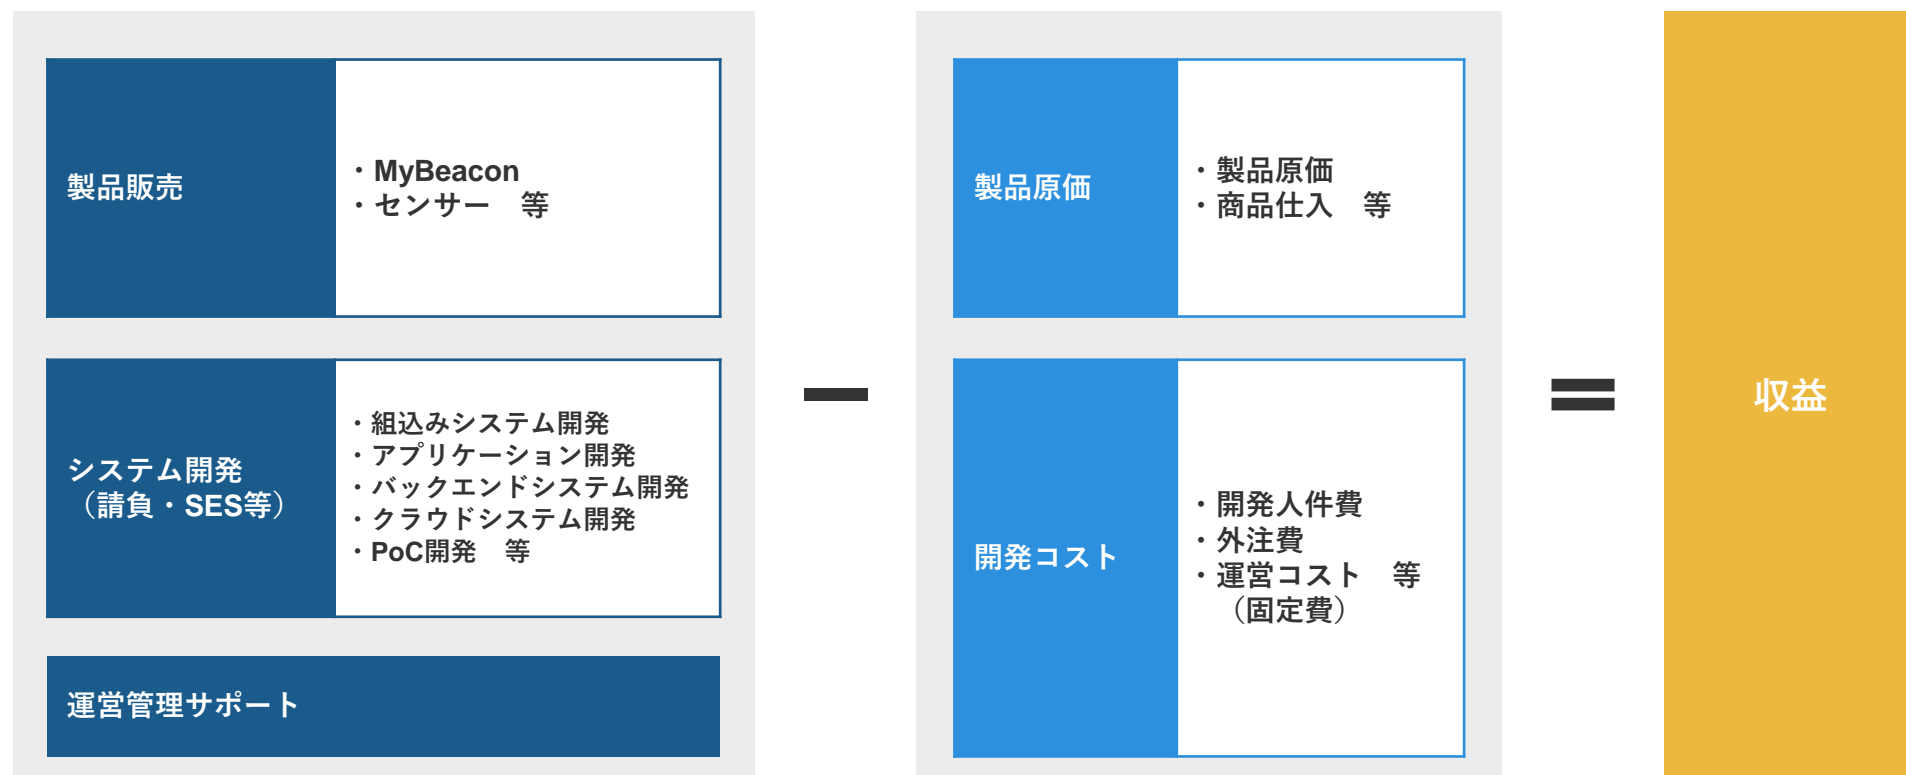 製品販売
・MyBeacon
・センサー　等
システム開発
（請負・SES等）
・組込みシステム開発
・アプリケーション開発
・バックエンドシステム開発
・クラウドシステム開発
・PoC開発　等
運営管理サポート
ー
製品原価
・製品原価
・商品仕入　等
開発コスト
・開発人件費
・外注費
・運営コスト　等
（固定費）
＝
収益